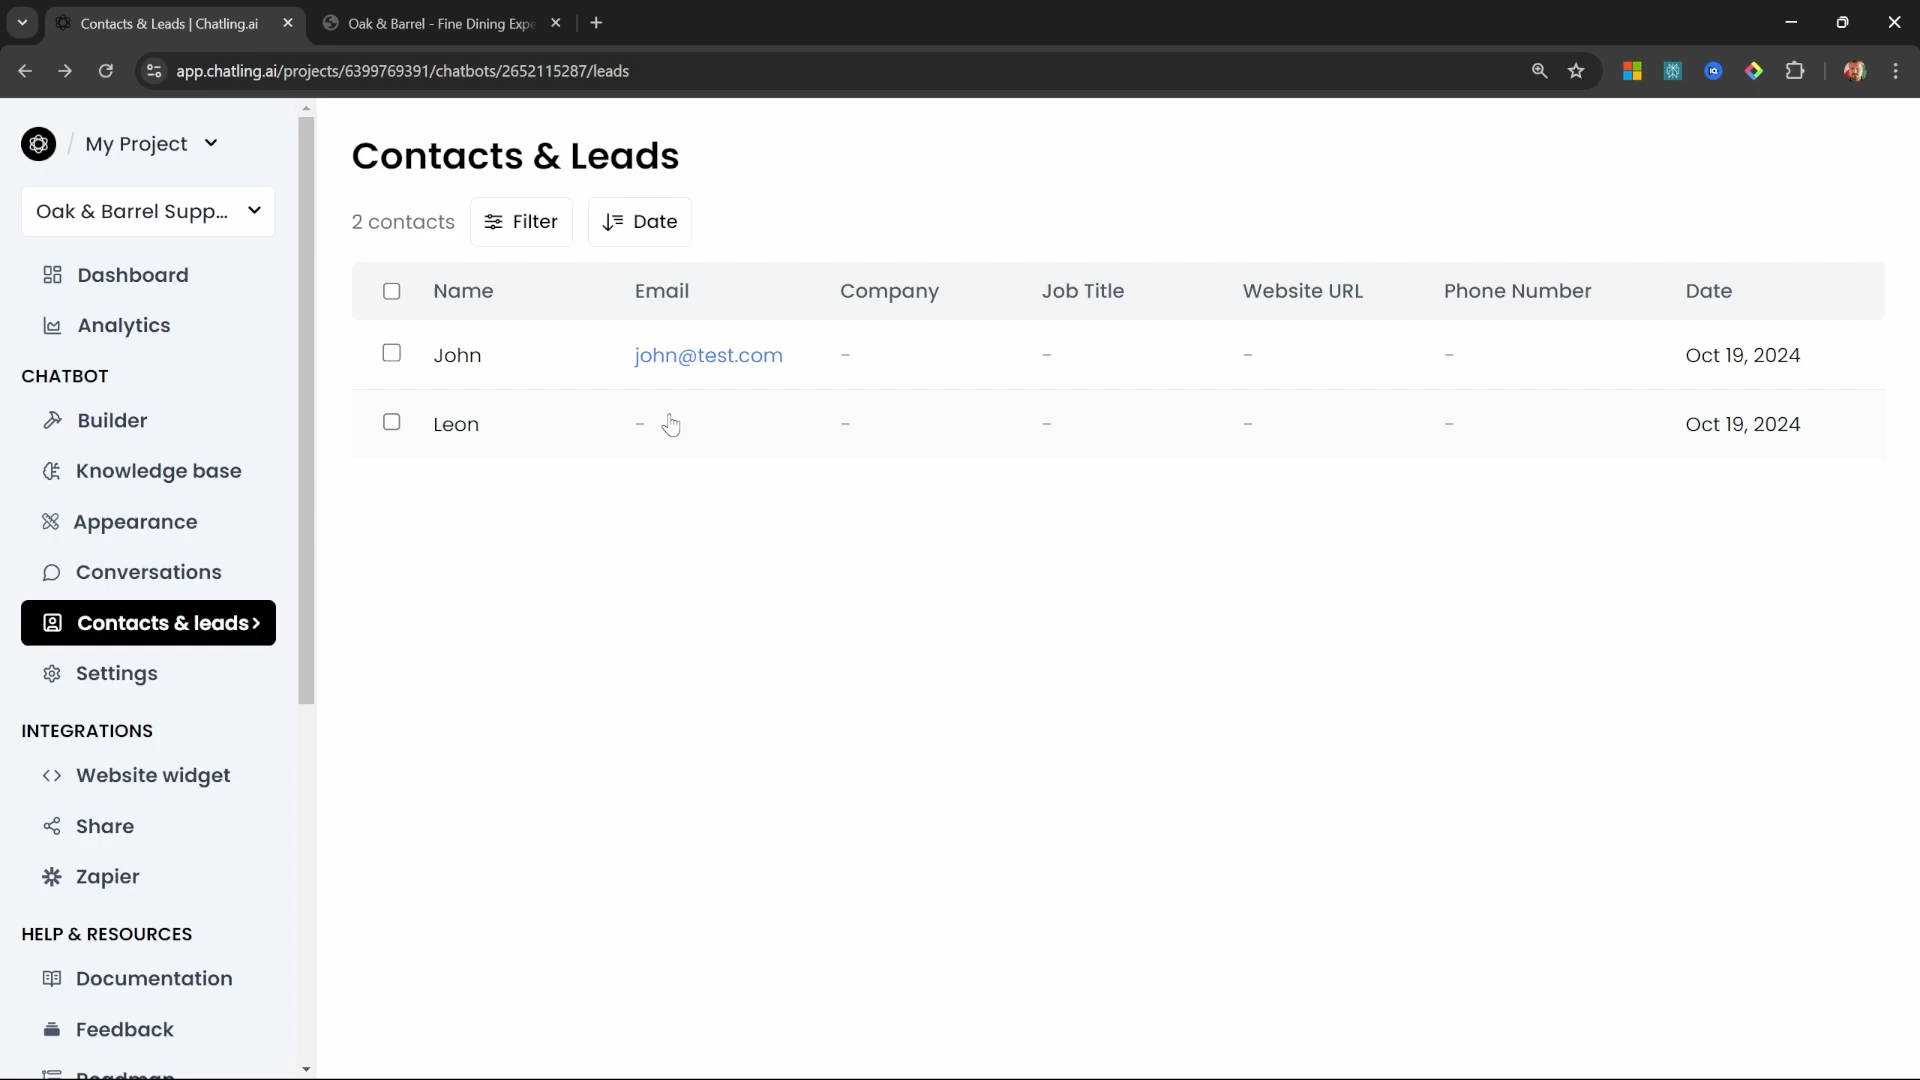 Contacts & Leads | Chatling.ai
Oak & Barrel - Fine Dining Expe
app.chatling.ai/projects/6399769391/chatbots/2652115287/leads
/ My Project
Oak & Barrel Supp...
Dashboard
Analytics
CHATBOT
Builder
Knowledge base
Appearance
Conversations
Contacts & leads
Settings
INTEGRATIONS
Website widget
Share
Zapier
HELP & RESOURCES
Documentation
Feedback
Roadmap
Contacts & Leads
2 contacts Filter Date
Name Email Company Job Title Website URL Phone Number Date
John john@test.com - - - - Oct 19, 2024
Leon - - - - - Oct 19, 2024